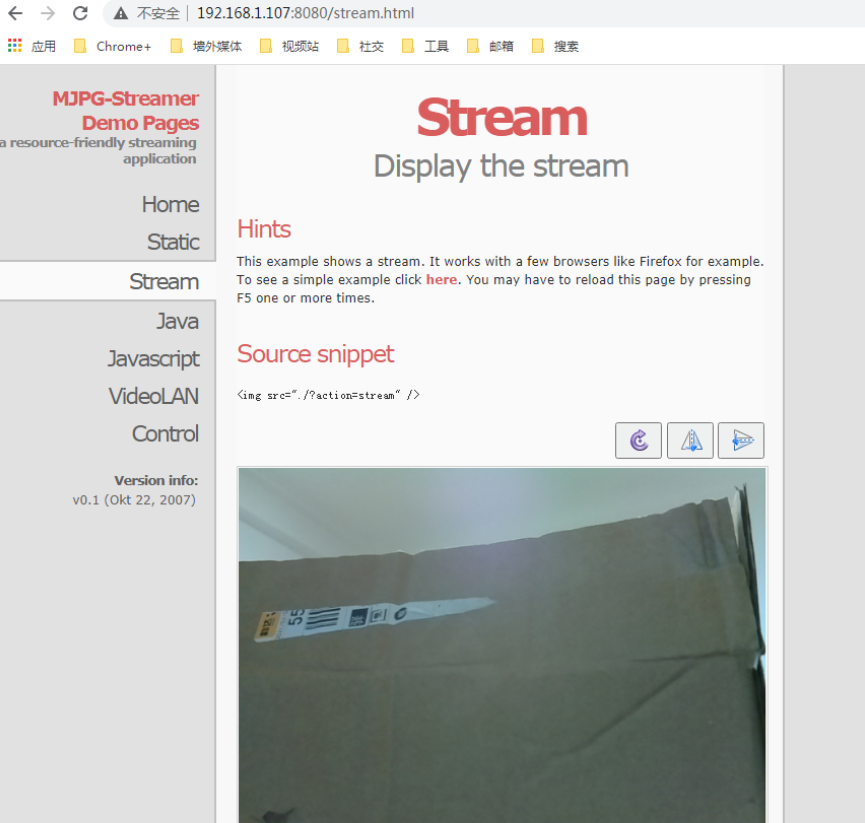 不安全 192.168.1.107:8080/stream.html
应用 Chrome+ 墙外媒体 视频站 社交 工具 邮箱 搜索
MJPG-Streamer
Demo Pages
a resource-friendly streaming
application
Home
Static
Stream
Java
Javascript
VideoLAN
Control
Version info:
v0.1 (Okt 22, 2007)
Stream
Display the stream
Hints
This example shows a stream. It works with a few browsers like Firefox for example.
To see a simple example click here. You may have to reload this page by pressing
F5 one or more times.
Source snippet
<img src="./?action=stream" />
55